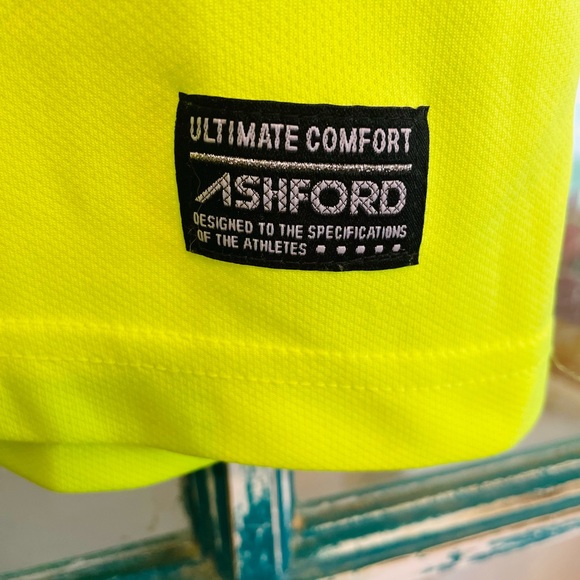 ULTIMATE COMFORT
ASHFORD
DESIGNED TO THE SPECIFICATIONS
OF THE ATHLETES